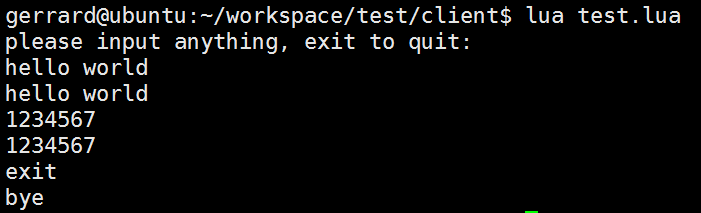 gerrard@ubuntu:~/workspace/test/client$ lua test.lua
please input anything, exit to quit:
hello world
hello world
1234567
1234567
exit
bye